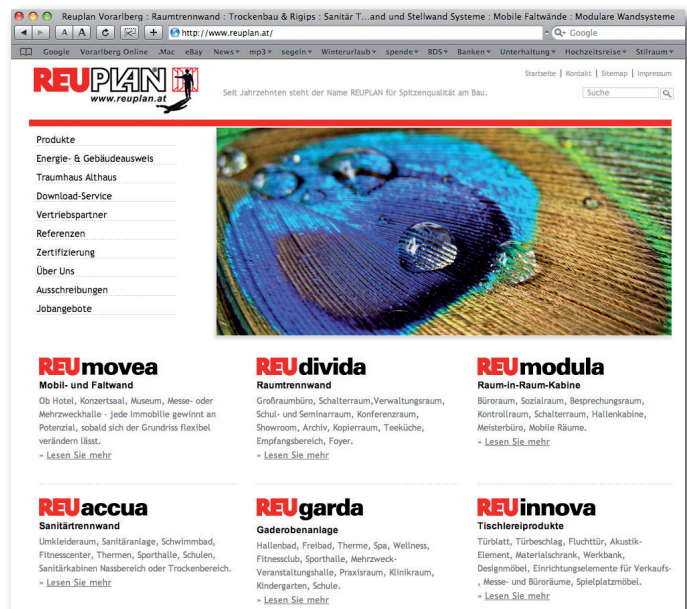 Reuplan Vorarlberg : Raumtrennwand : Trockenbau & Rigips : Sanitär T...and und Stellwand Systeme : Mobile Faltwände : Modulare Wandsysteme
A A + http://www.reuplan.at/ Q Google
Google Vorarlberg Online .Mac eBay News mp3 segeln Winterurlaub spende BDS Banken Unterhaltung Hochzeitsreise Stilraum
REUPLAN
www.reuplan.at
Startseite | Kontakt | Sitemap | Impressum
Seit Jahrzehnten steht der Name REUPLAN für Spitzenqualität am Bau.
Suche
Produkte
Energie- & Gebäudeausweis
Traumhaus Althaus
Download-Service
Vertriebspartner
Referenzen
Zertifizierung
Über Uns
Ausschreibungen
Jobangebote
REUmovea
Mobil- und Faltwand
Ob Hotel, Konzertsaal, Museum, Messe- oder
Mehrzweckhalle - jede Immobilie gewinnt an
Potenzial, sobald sich der Grundriss flexibel
verändern lässt.
» Lesen Sie mehr
REUdivida
Raumtrennwand
Großraumbüro, Schalterraum,Verwaltungsraum,
Schul- und Seminarraum, Konferenzraum,
Showroom, Archiv, Kopierraum, Teeküche,
Empfangsbereich, Foyer.
» Lesen Sie mehr
REUmodula
Raum-in-Raum-Kabine
Büroraum, Sozialraum, Besprechungsraum,
Kontrollraum, Schalterraum, Hallenkabine,
Meisterbüro, Mobile Räume.
» Lesen Sie mehr
REUaccua
Sanitärtrennwand
Umkleideraum, Sanitäranlage, Schwimmbad,
Fitnesscenter, Thermen, Sporthalle, Schulen,
Sanitärkabinen Nassbereich oder Trockenbereich.
» Lesen Sie mehr
REUgarda
Gaderobenanlage
Hallenbad, Freibad, Therme, Spa, Wellness,
Fitnessclub, Sporthalle, Mehrzweck-
Veranstaltungshalle, Praxisraum, Klinikraum,
Kindergarten, Schule.
» Lesen Sie mehr
REUinnova
Tischlereiprodukte
Türblatt, Türbeschlag, Fluchttür, Akustik-
Element, Materialschrank, Werkbank,
Designmöbel, Einrichtungselemente für Verkaufs-
, Messe- und Büroräume, Spielplatzmöbel.
» Lesen Sie mehr